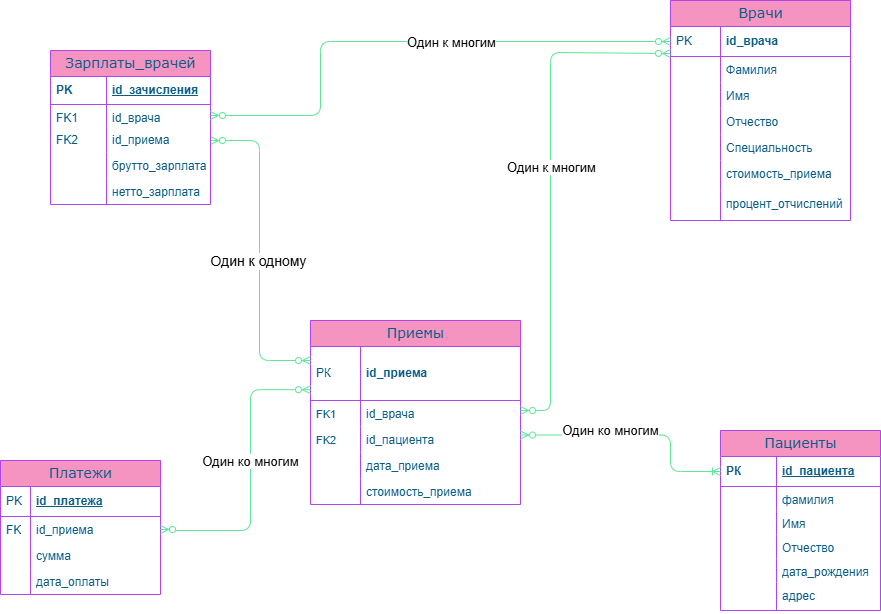 Врачи
PK id_врача
Фамилия
Имя
Отчество
Специальность
стоимость_приема
процент_отчислений
Один к многим
Зарплаты_врачей
PK id_зачисления
FK1 id_врача
FK2 id_приема
брутто_зарплата
нетто_зарплата
Один к многим
Один к одному
Приемы
PK id_приема
FK1 id_врача
FK2 id_пациента
дата_приема
стоимость_приема
Один ко многим
Один ко многим
Пациенты
PK id_пациента
фамилия
Имя
Отчество
дата_рождения
адрес
Платежи
PK id_платежа
FK id_приема
сумма
дата_оплаты